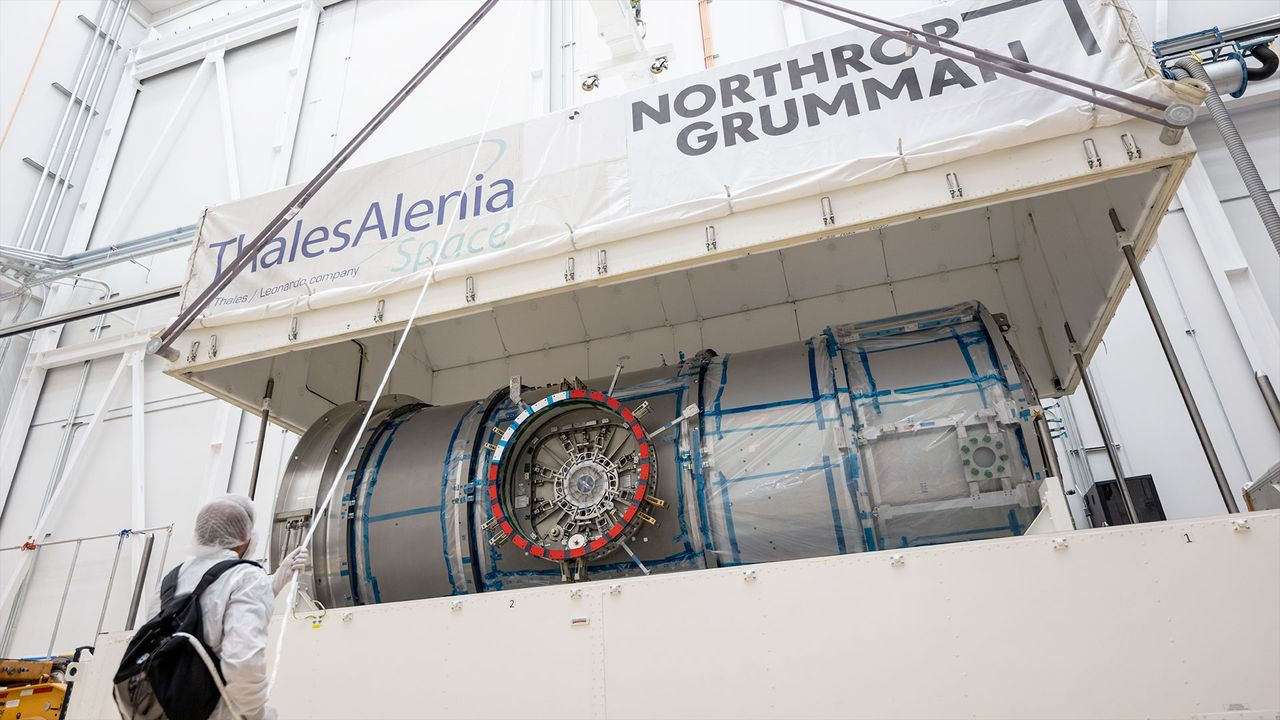 NORTHROP
GRUMMAN
ThalesAlenia
Space
Thales / Leonardo company
1
2